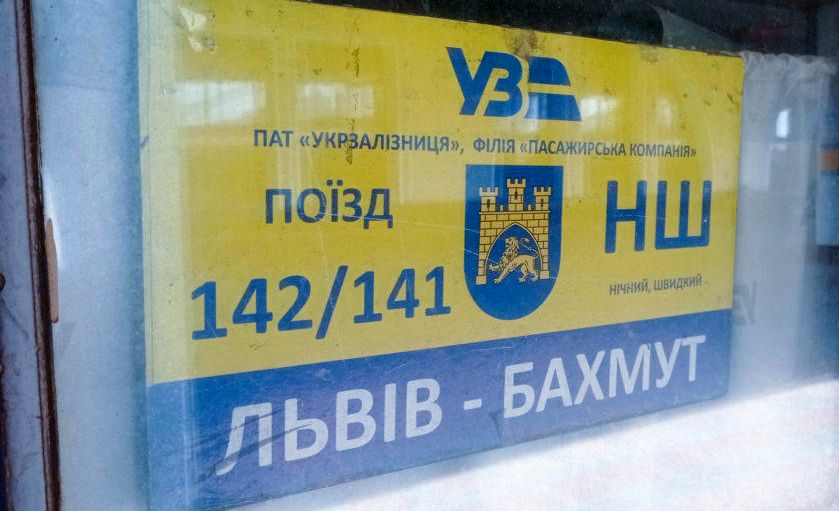 УЗ
ПАТ «УКРЗАЛІЗНИЦЯ», ФІЛІЯ «ПАСАЖИРСЬКА КОМПАНІЯ»
ПОЇЗД
142/141
НШ
НІЧНИЙ, ШВИДКИЙ
ЛЬВІВ - БАХМУТ